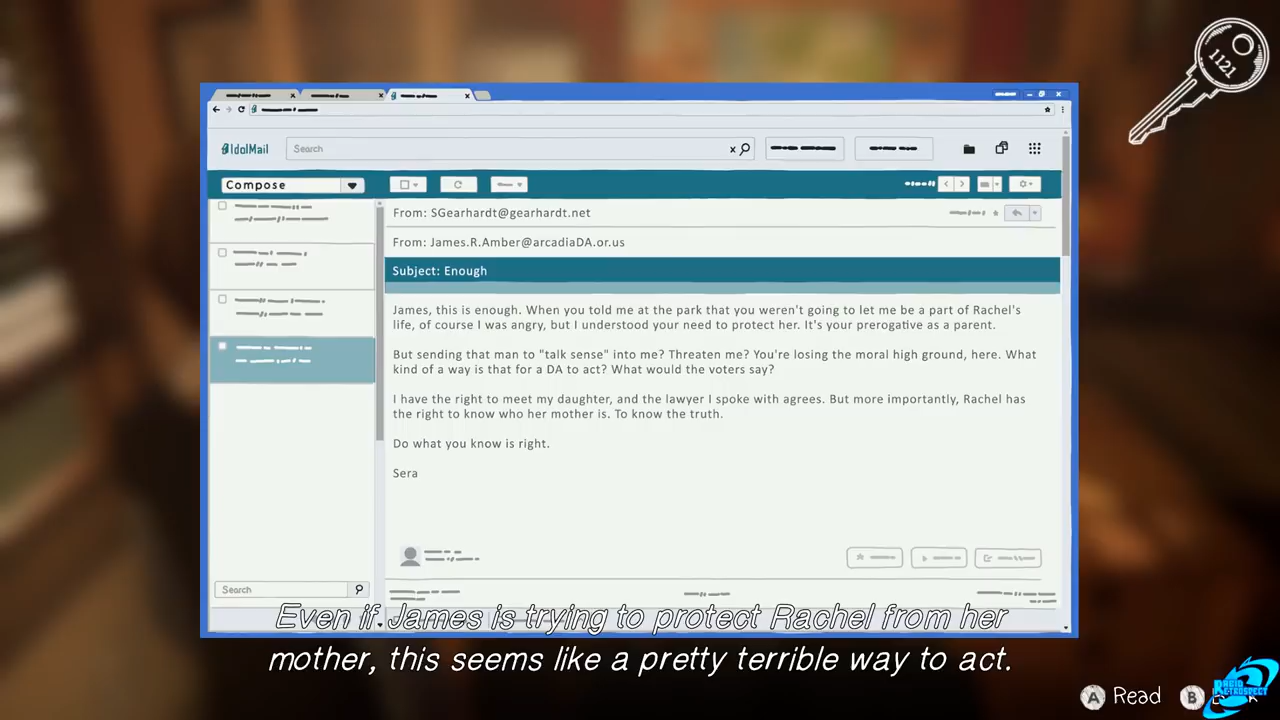 1121
IdolMail
Search
Compose
From: SGearhardt@gearhardt.net
From: James.R.Amber@arcadiaDA.or.us
Subject: Enough
James, this is enough. When you told me at the park that you weren't going to let me be a part of Rachel's
life, of course I was angry, but I understood your need to protect her. It's your prerogative as a parent.
But sending that man to "talk sense" into me? Threaten me? You're losing the moral high ground, here. What
kind of a way is that for a DA to act? What would the voters say?
I have the right to meet my daughter, and the lawyer I spoke with agrees. But more importantly, Rachel has
the right to know who her mother is. To know the truth.
Do what you know is right.
Sera
Search
Even if James is trying to protect Rachel from her
mother, this seems like a pretty terrible way to act.
A Read B